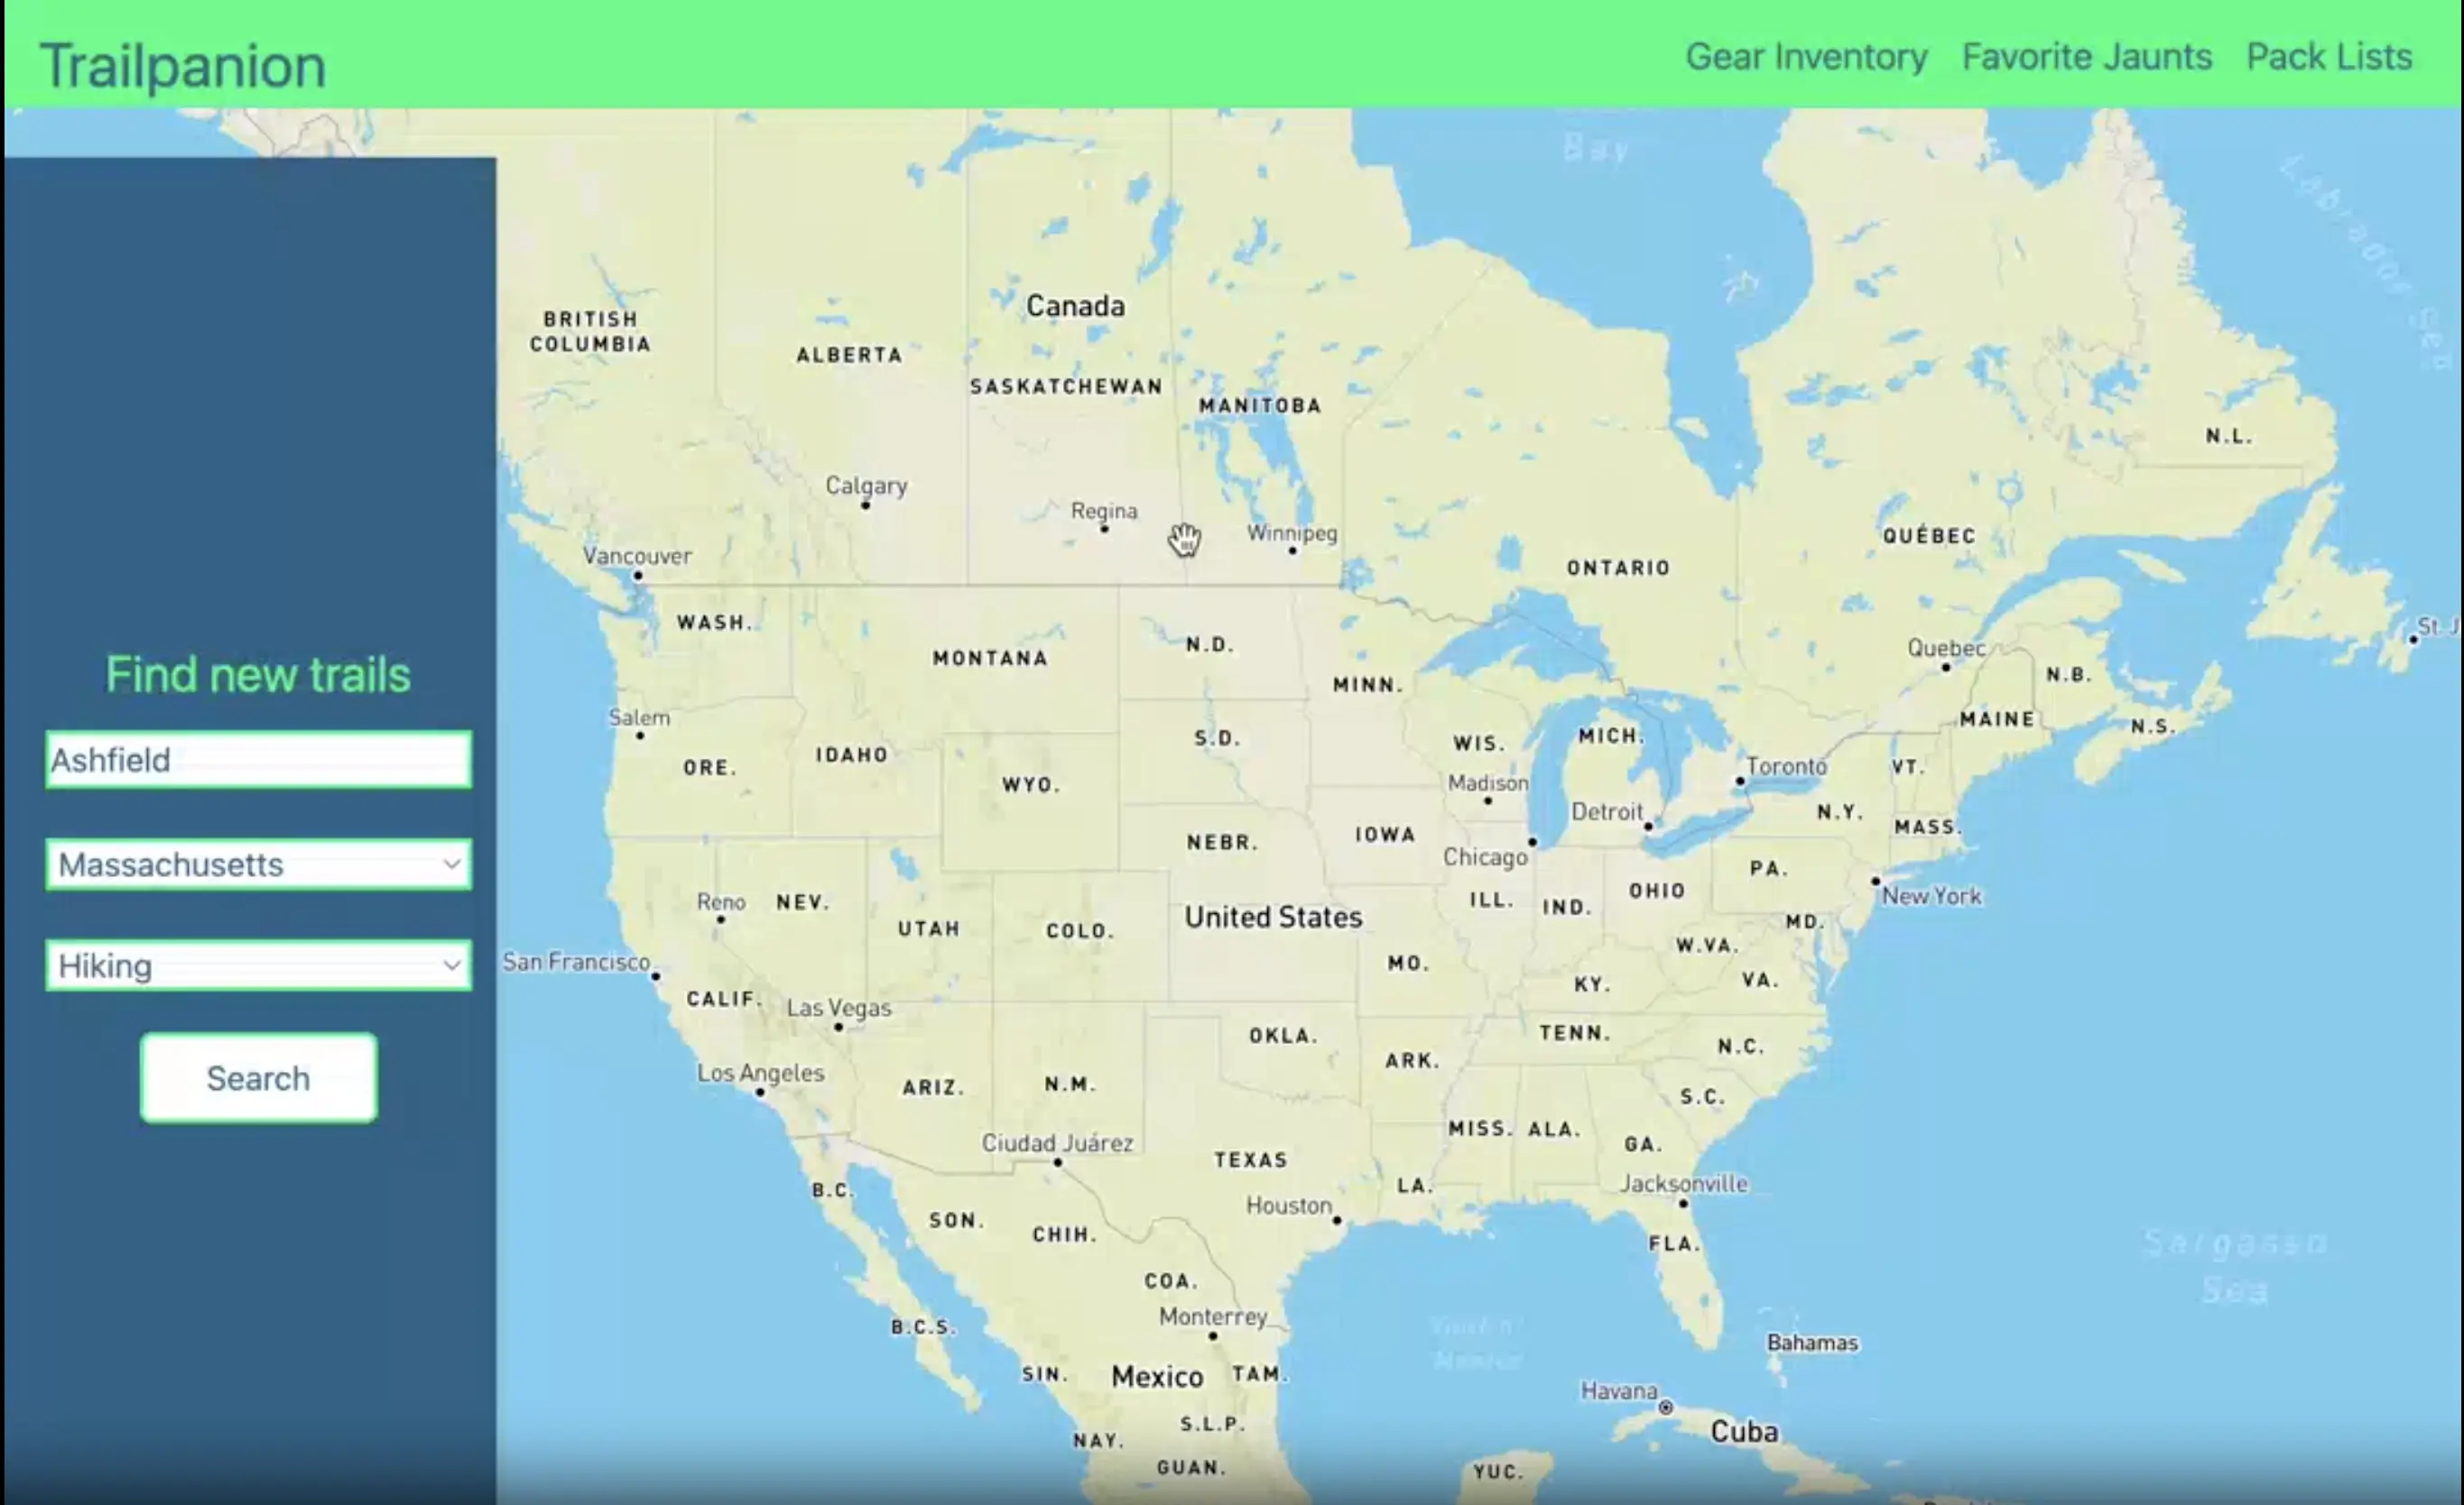 Trailpanion
Gear Inventory
Favorite Jaunts
Pack Lists
Find new trails
Ashfield
Massachusetts
Hiking
Search
Bay
Labrador Sea
Canada
BRITISH
COLUMBIA
ALBERTA
SASKATCHEWAN
MANITOBA
N.L.
Calgary
Regina
Winnipeg
Vancouver
ONTARIO
QUÉBEC
WASH.
MONTANA
N.D.
MINN.
Quebec
N.B.
St. J
Salem
ORE.
IDAHO
WYO.
S.D.
WIS.
MICH.
MAINE
N.S.
Madison
Toronto
VT.
Detroit
N.Y.
MASS.
NEBR.
IOWA
Chicago
PA.
New York
Reno
NEV.
UTAH
COLO.
United States
ILL.
IND.
OHIO
MD.
W.VA.
San Francisco
MO.
KY.
VA.
CALIF.
Las Vegas
OKLA.
TENN.
N.C.
Los Angeles
ARIZ.
N.M.
ARK.
S.C.
Ciudad Juárez
TEXAS
MISS.
ALA.
GA.
B.C.
Houston
LA.
Jacksonville
SON.
CHIH.
FLA.
Sargasso
Sea
COA.
Monterrey
B.C.S.
Bahamas
SIN.
Mexico
TAM.
Havana
Cuba
S.L.P.
NAY.
GUAN.
YUC.